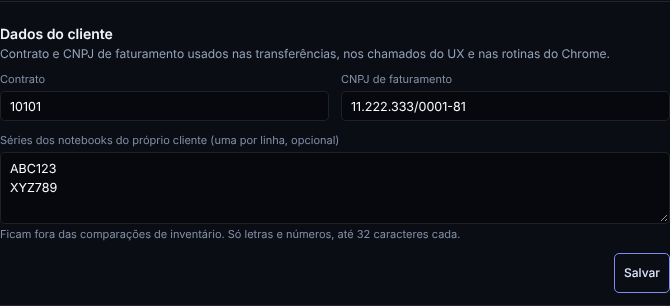 Dados do cliente
Contrato e CNPJ de faturamento usados nas transferências, nos chamados do UX e nas rotinas do Chrome.
Contrato
CNPJ de faturamento
10101
11.222.333/0001-81
Séries dos notebooks do próprio cliente (uma por linha, opcional)
ABC123
XYZ789
Ficam fora das comparações de inventário. Só letras e números, até 32 caracteres cada.
Salvar